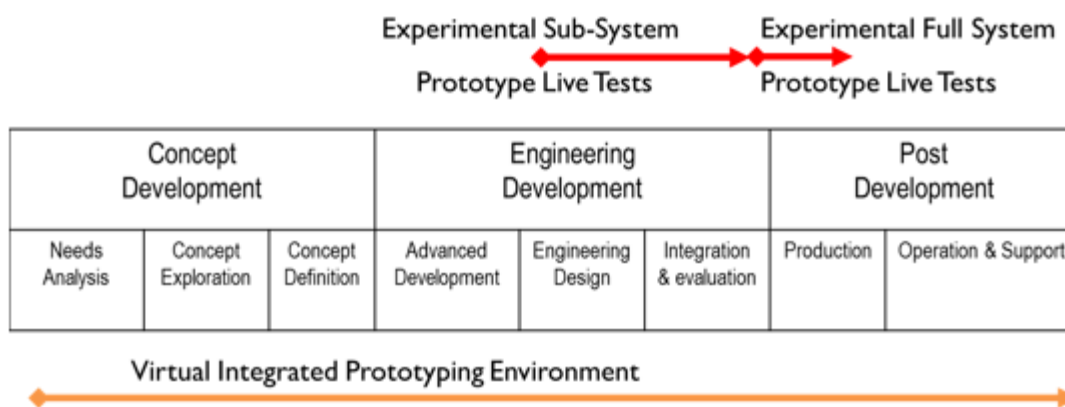 Experimental Sub-System
Prototype Live Tests
Experimental Full System
Prototype Live Tests
Concept
Development
Engineering
Development
Post
Development
Needs
Analysis
Concept
Exploration
Concept
Definition
Advanced
Development
Engineering
Design
Integration
& evaluation
Production
Operation & Support
Virtual Integrated Prototyping Environment